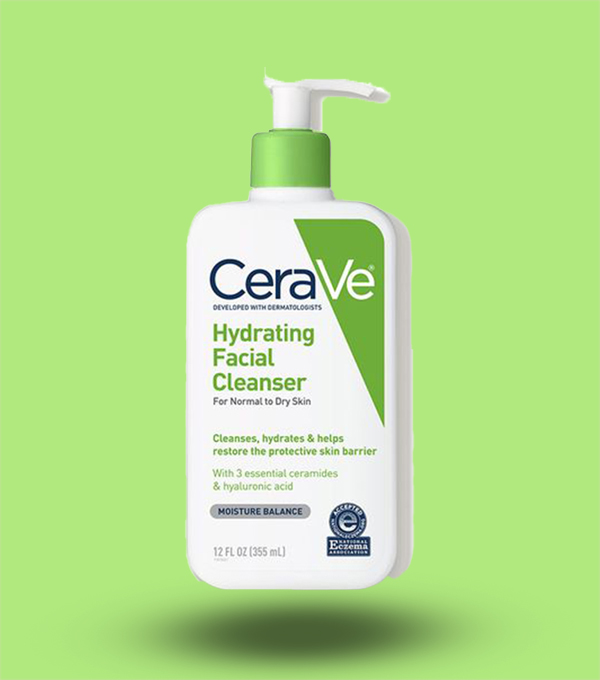 CeraVe®
DEVELOPED WITH DERMATOLOGISTS
Hydrating
Facial
Cleanser
For Normal to Dry Skin
Cleanses, hydrates & helps
restore the protective skin barrier
With 3 essential ceramides
& hyaluronic acid
MOISTURE BALANCE
ACCEPTED
e
NATIONAL
Eczema
ASSOCIATION
12 FL OZ (355 mL)